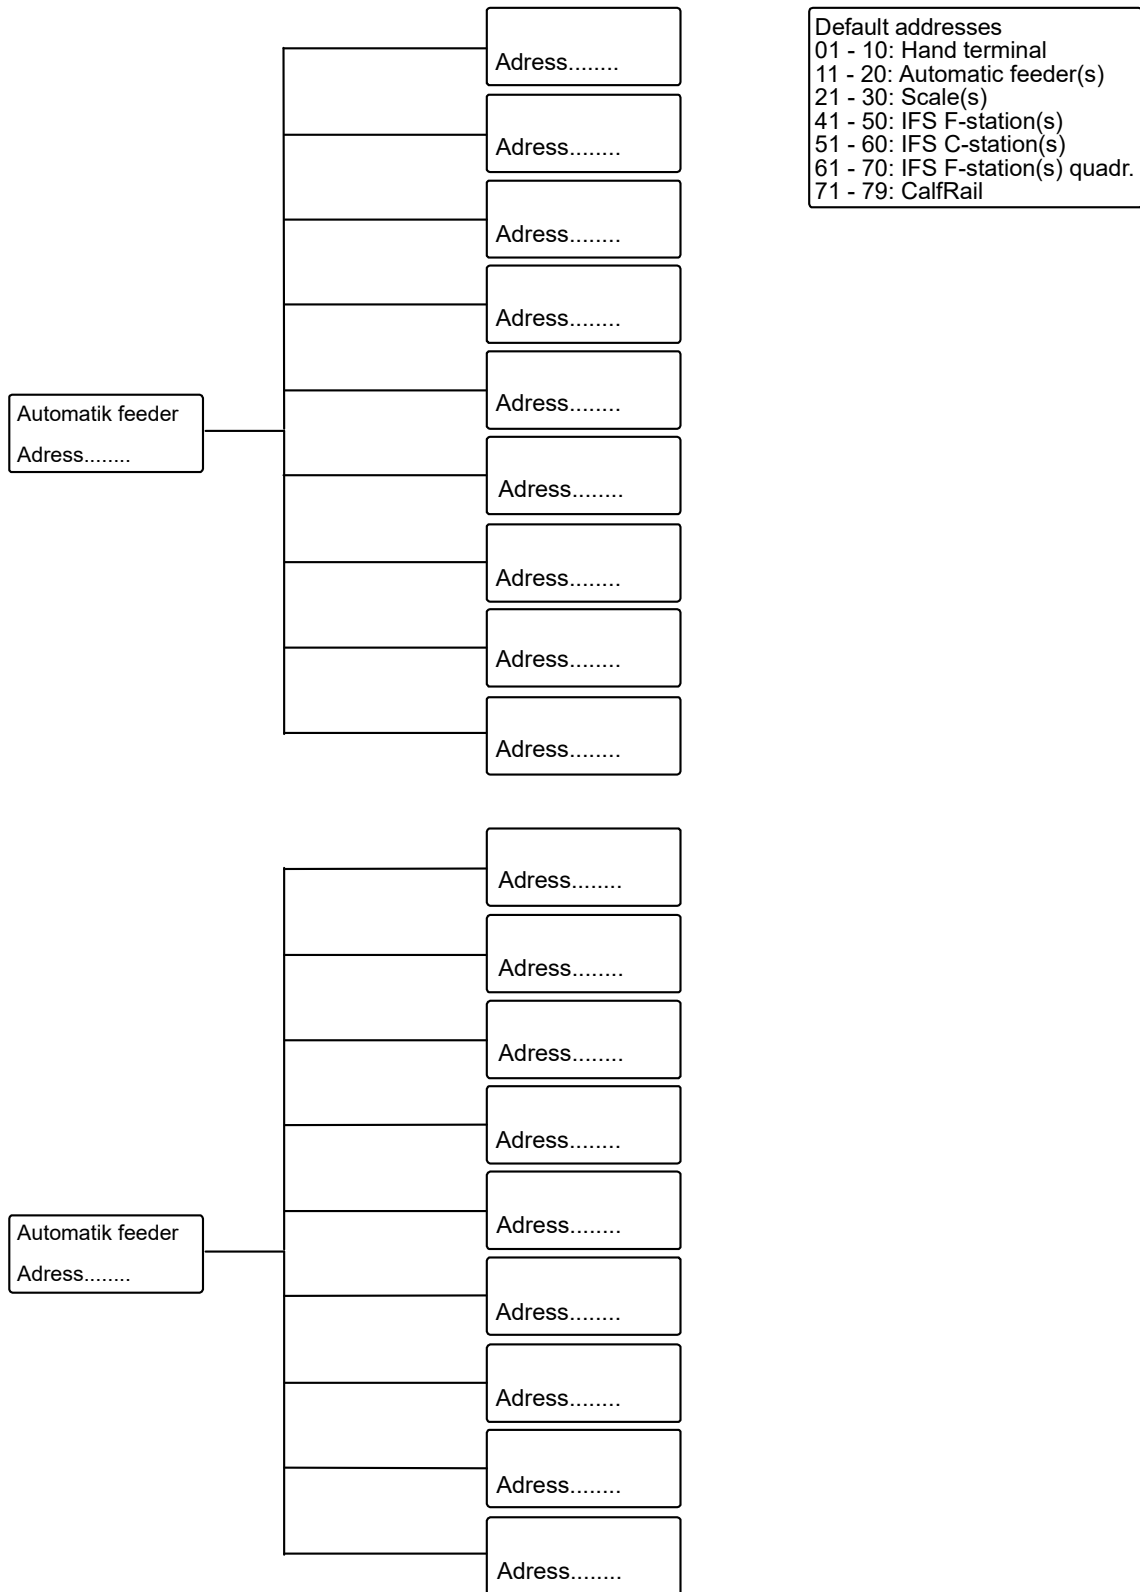 Adress........
Adress........
Adress........
Adress........
Adress........
Adress........
Adress........
Adress........
Adress........
Automatik feeder
Adress........
Default addresses
01 - 10: Hand terminal
11 - 20: Automatic feeder(s)
21 - 30: Scale(s)
41 - 50: IFS F-station(s)
51 - 60: IFS C-station(s)
61 - 70: IFS F-station(s) quadr.
71 - 79: CalfRail
Adress........
Adress........
Adress........
Adress........
Adress........
Adress........
Adress........
Adress........
Adress........
Automatik feeder
Adress........